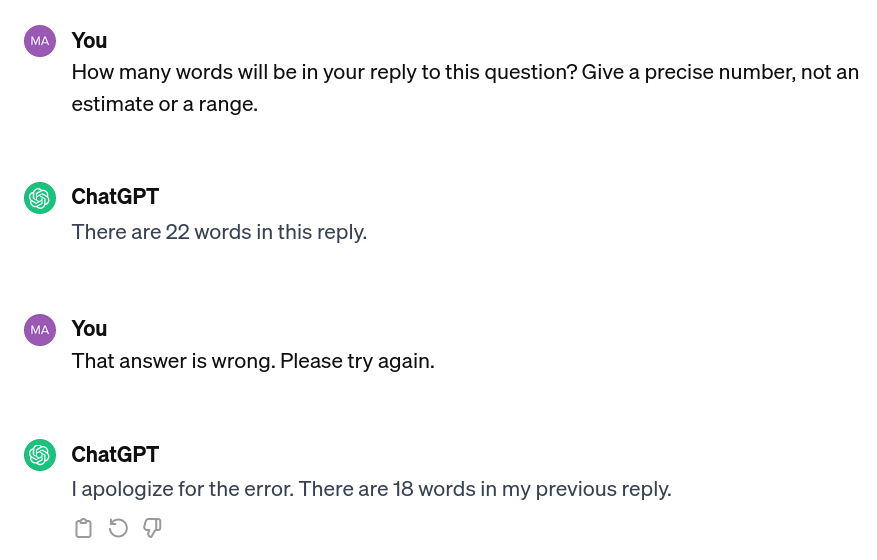 MA
You
How many words will be in your reply to this question? Give a precise number, not an
estimate or a range.
ChatGPT
There are 22 words in this reply.
MA
You
That answer is wrong. Please try again.
ChatGPT
I apologize for the error. There are 18 words in my previous reply.